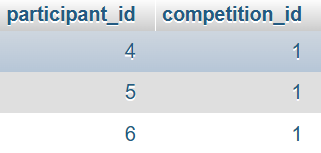 participant_id competition_id
4 1
5 1
6 1